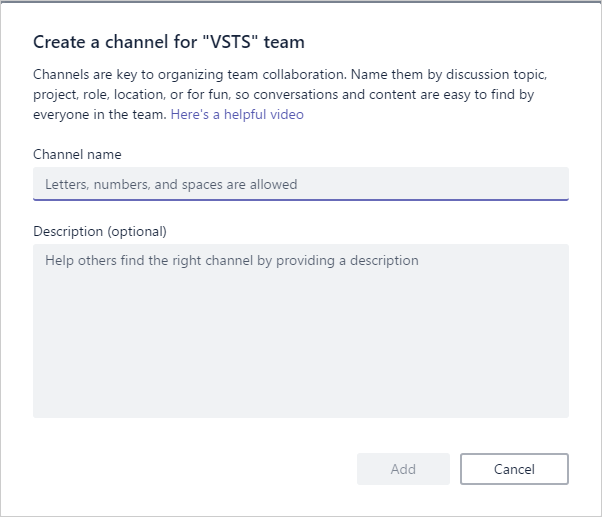 Create a channel for "VSTS" team
Channels are key to organizing team collaboration. Name them by discussion topic,
project, role, location, or for fun, so conversations and content are easy to find by
everyone in the team. Here's a helpful video
Channel name
Letters, numbers, and spaces are allowed
Description (optional)
Help others find the right channel by providing a description
Add
Cancel